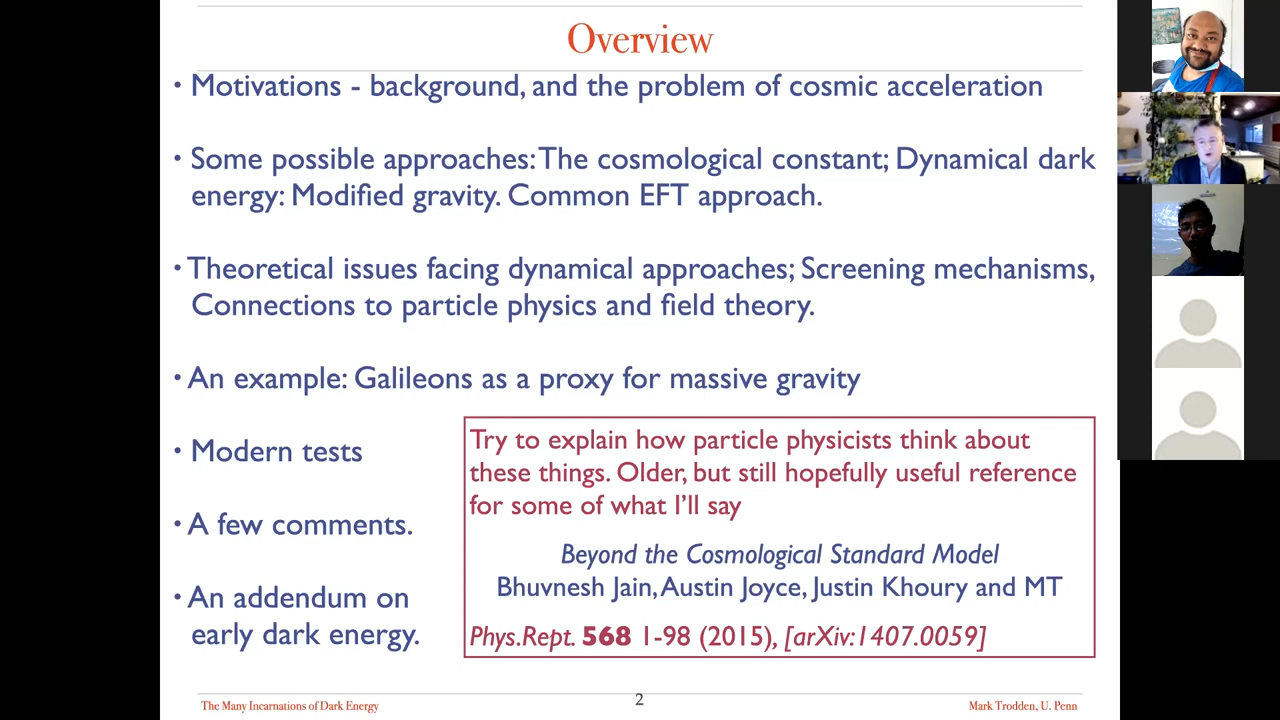 Overview
• Motivations - background, and the problem of cosmic acceleration
• Some possible approaches: The cosmological constant; Dynamical dark
energy: Modified gravity. Common EFT approach.
• Theoretical issues facing dynamical approaches; Screening mechanisms,
Connections to particle physics and field theory.
• An example: Galileons as a proxy for massive gravity
• Modern tests
• A few comments.
• An addendum on
early dark energy.
Try to explain how particle physicists think about
these things. Older, but still hopefully useful reference
for some of what I'll say
Beyond the Cosmological Standard Model
Bhuvnesh Jain, Austin Joyce, Justin Khoury and MT
Phys.Rept. 568 1-98 (2015), [arXiv:1407.0059]
The Many Incarnations of Dark Energy
2
Mark Trodden, U. Penn